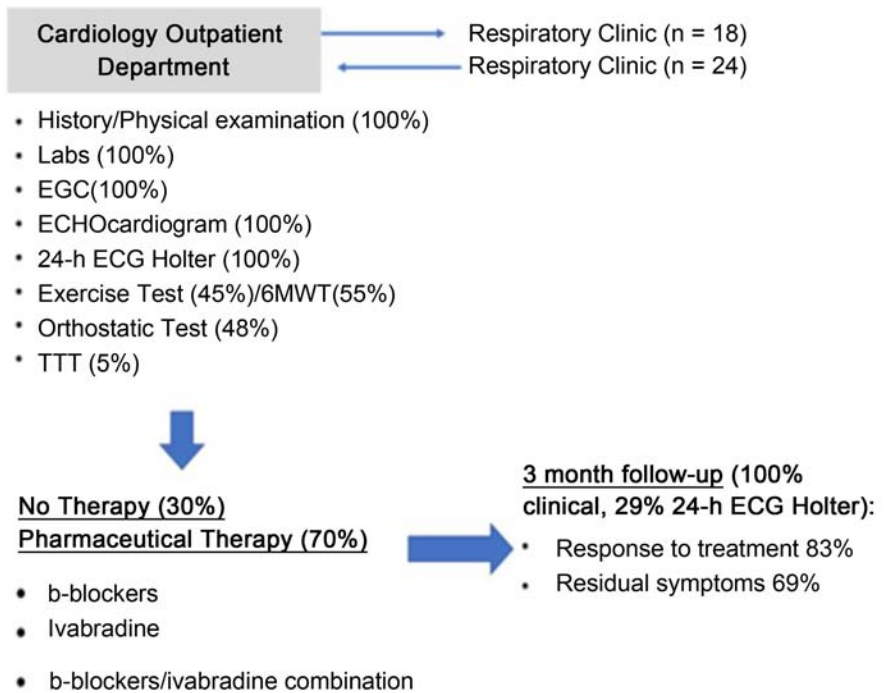 Cardiology Outpatient
Department
Respiratory Clinic (n = 18)
Respiratory Clinic (n = 24)
• History/Physical examination (100%)
• Labs (100%)
• EGC(100%)
• ECHOcardiogram (100%)
• 24-h ECG Holter (100%)
• Exercise Test (45%)/6MWT(55%)
• Orthostatic Test (48%)
• TTT (5%)
No Therapy (30%)
Pharmaceutical Therapy (70%)
• b-blockers
• Ivabradine
• b-blockers/ivabradine combination
3 month follow-up (100%
clinical, 29% 24-h ECG Holter):
• Response to treatment 83%
• Residual symptoms 69%